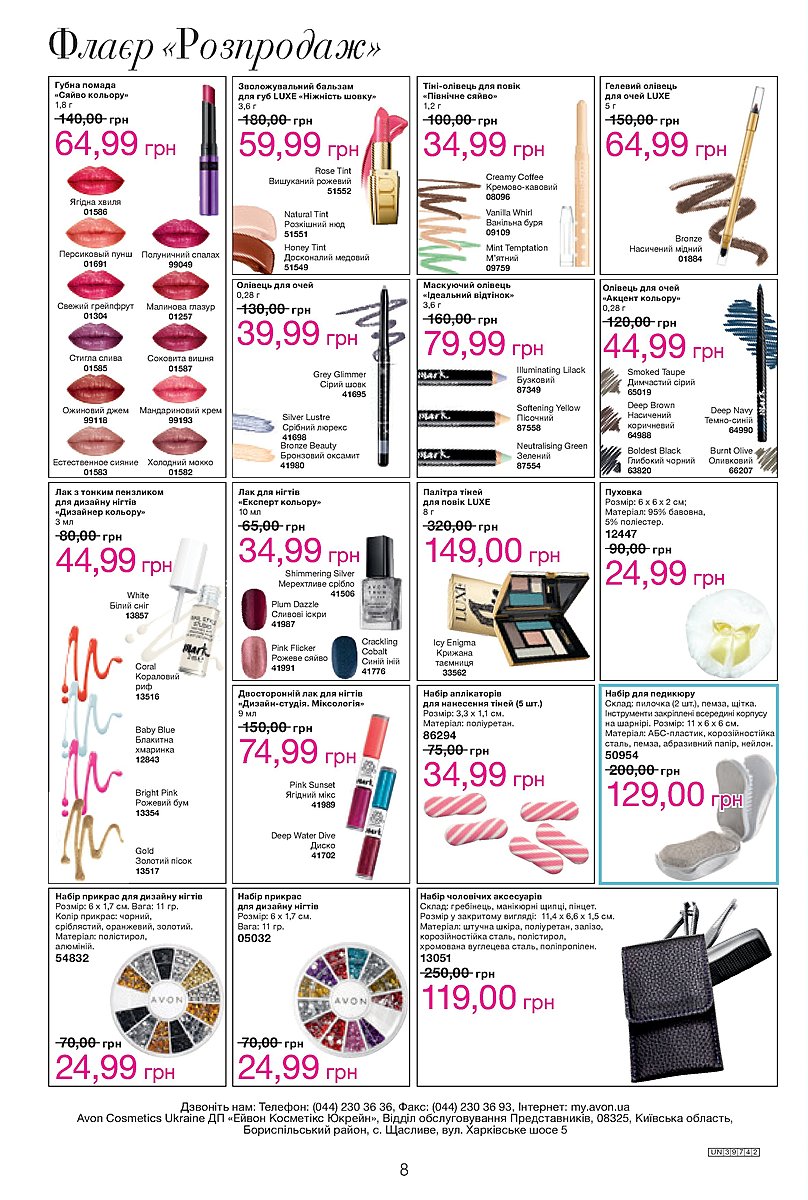 Флаєр «Розпродаж»
Губна помада
«Сяйво кольору»
1,8 г
140,00 грн
64,99 грн
Ягідна хвиля
01586
Персиковый пунш
01691
Полуничний спалах
99049
Свежий грейпфрут
01304
Малинова глазур
01257
Стигла слива
01585
Соковита вишня
01587
Ожиновий джем
99118
Мандариновий крем
99193
Естественное сияние
01583
Холодний мокко
01582
Зволожувальний бальзам
для губ LUXE «Ніжність шовку»
3,6 г
180,00 грн
59,99 грн
Rose Tint
Вишуканий рожевий
51552
Natural Tint
Розкішний нюд
51551
Honey Tint
Досконалий медовий
51549
Тіні-олівець для повік
«Північне сяйво»
1,2 г
100,00 грн
34,99 грн
Creamy Coffee
Кремово-кавовий
08096
Vanilla Whirl
Ванільна буря
09109
Mint Temptation
М’ятний
09759
Гелевий олівець
для очей LUXE
5 г
150,00 грн
64,99 грн
Bronze
Насичений мідний
01884
Олівець для очей
0,28 г
130,00 грн
39,99 грн
Grey Glimmer
Сірий шовк
41695
Silver Lustre
Срібний люрекс
41698
Bronze Beauty
Бронзовий оксамит
41980
Маскуючий олівець
«Ідеальний відтінок»
3,6 г
160,00 грн
79,99 грн
mark.
Illuminating Lilack
Бузковий
87349
mark.
Softening Yellow
Пісочний
87558
mark.
Neutralising Green
Зелений
87554
Олівець для очей
«Акцент кольору»
0,28 г
120,00 грн
44,99 грн
Smoked Taupe
Димчастий сірий
65019
Deep Brown
Насичений
коричневий
64988
Deep Navy
Темно-синій
64990
Boldest Black
Глибокий чорний
63820
Burnt Olive
Оливковий
66207
mark.
Лак з тонким пензликом
для дизайну нігтів
«Дизайнер кольору»
3 мл
80,00 грн
44,99 грн
White
Білий сніг
13857
mark.
Coral
Кораловий
риф
13516
Baby Blue
Блакитна
хмаринка
12843
Bright Pink
Рожевий бум
13354
Gold
Золотий пісок
13517
Лак для нігтів
«Експерт кольору»
10 мл
65,00 грн
34,99 грн
Shimmering Silver
Мерехтливе срібло
41506
AVON
Plum Dazzle
Сливові іскри
41987
Pink Flicker
Рожеве сяйво
41991
Crackling
Cobalt
Синій іній
41776
Палітра тіней
для повік LUXE
8 г
320,00 грн
149,00 грн
LUXE
Icy Enigma
Крижана
таємниця
33562
Пуховка
Розмір: 6 x 6 x 2 см;
Матеріал: 95% бавовна,
5% поліестер.
12447
90,00 грн
24,99 грн
Двосторонній лак для нігтів
«Дизайн-студія. Міксологія»
9 мл
150,00 грн
74,99 грн
Pink Sunset
Ягідний мікс
41989
mark.
Deep Water Dive
Диско
41702
mark.
Набір аплікаторів
для нанесення тіней (5 шт.)
Розмір: 3,3 x 1,1 см.
Матеріал: поліуретан.
86294
75,00 грн
34,99 грн
Набір для педикюру
Склад: пилочка (2 шт.), пемза, щітка.
Інструменти закріплені всередині корпусу
на шарнірі. Розмір: 11 x 6 x 6 см.
Матеріал: АБС-пластик, корозійностійка
сталь, пемза, абразивний папір, нейлон.
50954
200,00 грн
129,00 грн
Набір прикрас для дизайну нігтів
Розмір: 6 x 1,7 см. Вага: 11 гр.
Колір прикрас: чорний,
сріблястий, оранжевий, золотий.
Матеріал: полістирол,
алюміній.
54832
AVON
70,00 грн
24,99 грн
Набір прикрас
для дизайну нігтів
Розмір: 6 x 1,7 см.
Вага: 11 гр.
05032
AVON
70,00 грн
24,99 грн
Набір чоловічих аксесуарів
Склад: гребінець, манікюрні щипці, пінцет.
Розмір у закритому вигляді: 11,4 x 6,6 x 1,5 см.
Матеріал: штучна шкіра, поліуретан, залізо,
корозійностійка сталь, полістирол,
хромована вуглецева сталь, поліпропілен.
13051
250,00 грн
119,00 грн
Дзвоніть нам: Телефон: (044) 230 36 36, Факс: (044) 230 36 93, Інтернет: my.avon.ua
Avon Cosmetics Ukraine ДП «Ейвон Косметікс Юкрейн», Відділ обслуговування Представників, 08325, Київська область,
Бориспільський район, с. Щасливе, вул. Харківське шосе 5
UN39742
8